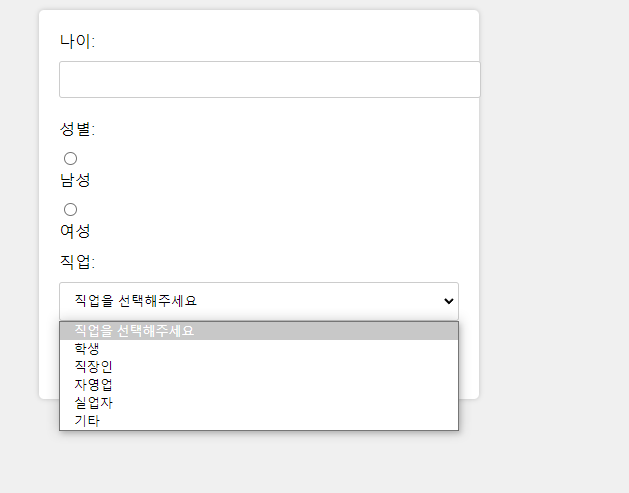 나이:
성별:
남성
여성
직업:
직업을 선택해주세요
직업을 선택해주세요
학생
직장인
자영업
실업자
기타